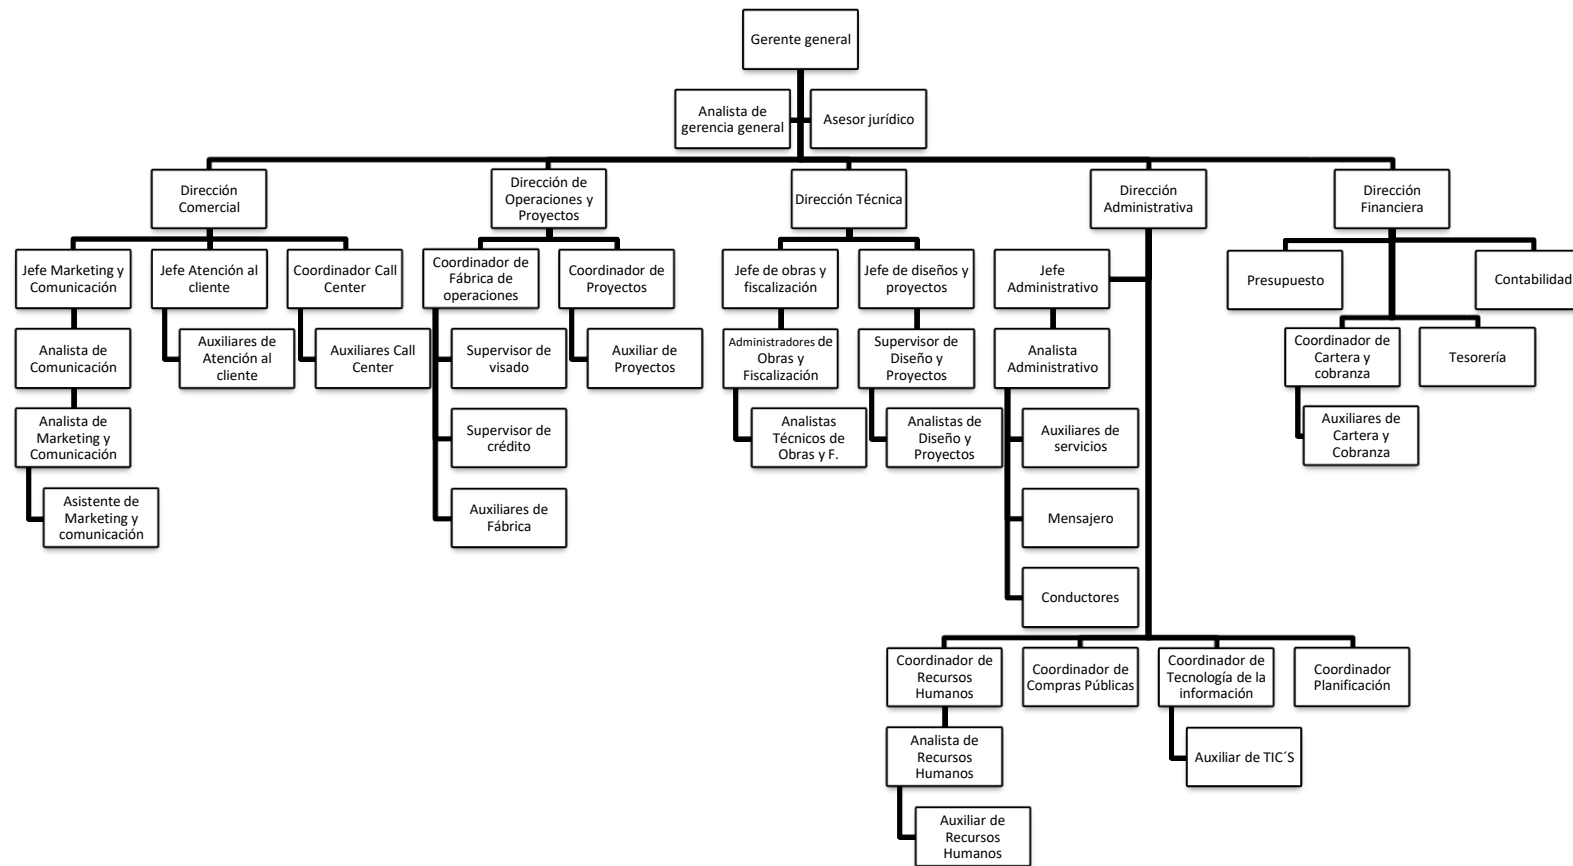 Gerente general
Analista de
gerencia general
Asesor jurídico
Dirección
Comercial
Dirección de
Operaciones y
Proyectos
Dirección Técnica
Dirección
Administrativa
Dirección
Financiera
Jefe Marketing y
Comunicación
Jefe Atención al
cliente
Coordinador Call
Center
Coordinador de
Fábrica de
operaciones
Coordinador de
Proyectos
Jefe de obras y
fiscalización
Jefe de diseños y
proyectos
Jefe
Administrativo
Presupuesto
Contabilidad
Analista de
Comunicación
Auxiliares de
Atención al
cliente
Auxiliares Call
Center
Supervisor de
visado
Auxiliar de
Proyectos
Administradores de
Obras y
Fiscalización
Supervisor de
Diseño y
Proyectos
Analista
Administrativo
Coordinador de
Cartera y
cobranza
Tesorería
Analista de
Marketing y
Comunicación
Supervisor de
crédito
Analistas
Técnicos de
Obras y F.
Analistas de
Diseño y
Proyectos
Auxiliares de
servicios
Auxiliares de
Cartera y
Cobranza
Asistente de
Marketing y
comunicación
Auxiliares de
Fábrica
Mensajero
Conductores
Coordinador de
Recursos
Humanos
Coordinador de
Compras Públicas
Coordinador de
Tecnología de la
información
Coordinador
Planificación
Analista de
Recursos
Humanos
Auxiliar de TIC´S
Auxiliar de
Recursos
Humanos